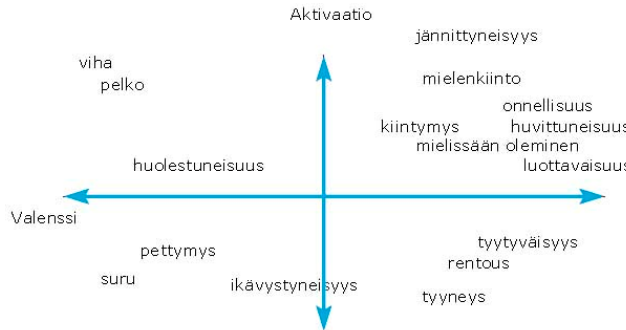 Aktivaatio
jännittyneisyys
viha
pelko
mielenkiinto
onnellisuus
kiintymys
huvittuneisuus
mielissään oleminen
huolestuneisuus
luottavaisuus
Valenssi
pettymys
tyytyväisyys
rentous
suru
ikävystyneisyys
tyyneys